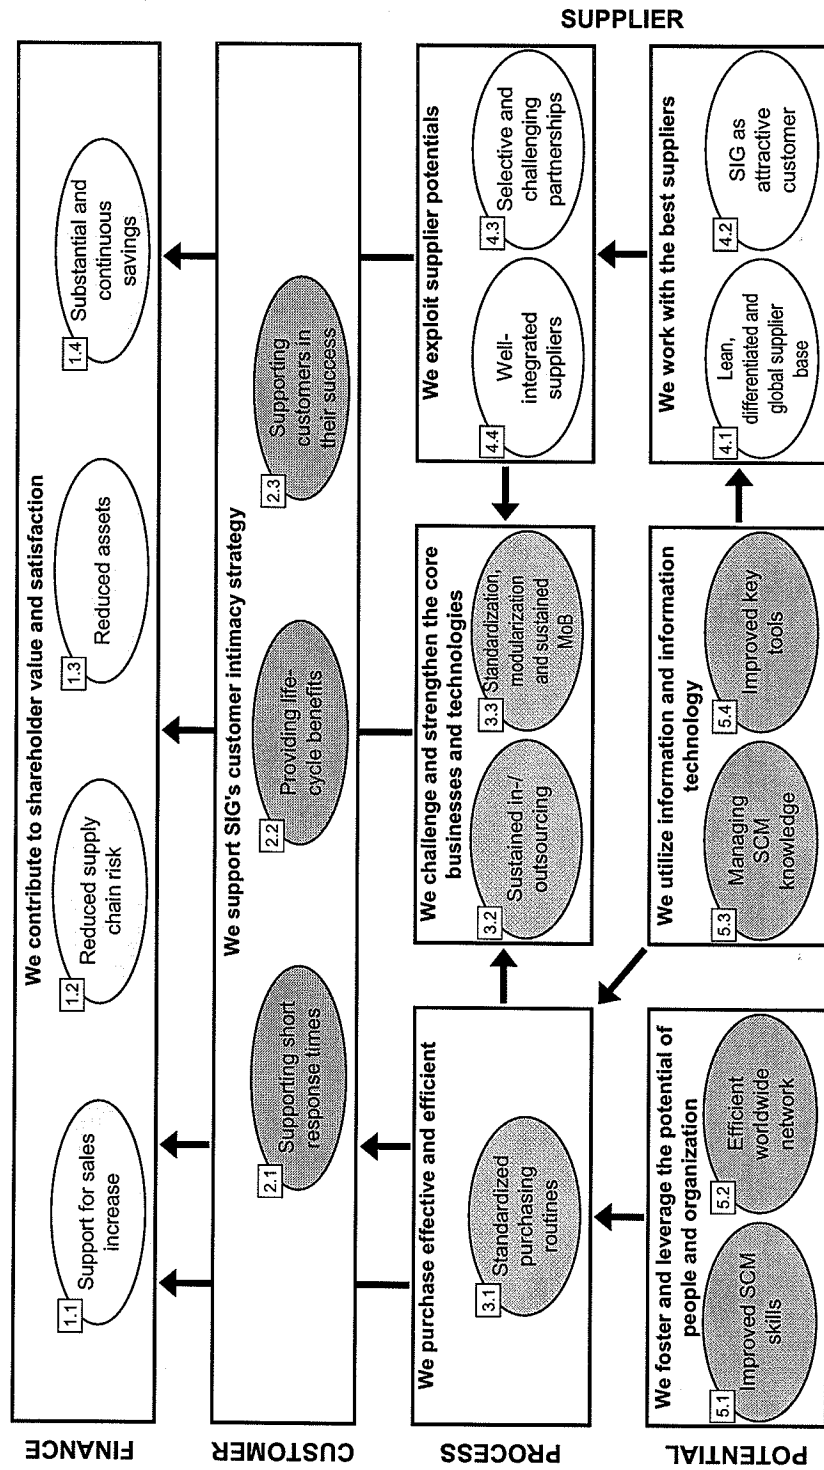 FINANCE
We contribute to shareholder value and satisfaction
1.1
Support for sales
increase
1.2
Reduced supply
chain risk
1.3
Reduced assets
1.4
Substantial and
continuous
savings
CUSTOMER
We support SIG's customer intimacy strategy
2.1
Supporting short
response times
2.2
Providing life-
cycle benefits
2.3
Supporting
customers in
their success
PROCESS
We purchase effective and efficient
3.1
Standardized
purchasing
routines
We challenge and strengthen the core
businesses and technologies
3.2
Sustained in-/
outsourcing
3.3
Standardization,
modularization
and sustained
MoB
We exploit supplier potentials
4.4
Well-
integrated
suppliers
4.3
Selective and
challenging
partnerships
SUPPLIER
POTENTIAL
We foster and leverage the potential of
people and organization
5.1
Improved SCM
skills
5.2
Efficient
worldwide
network
We utilize information and information
technology
5.3
Managing
SCM
knowledge
5.4
Improved key
tools
We work with the best suppliers
4.1
Lean,
differentiated and
global supplier
base
4.2
SIG as
attractive
customer